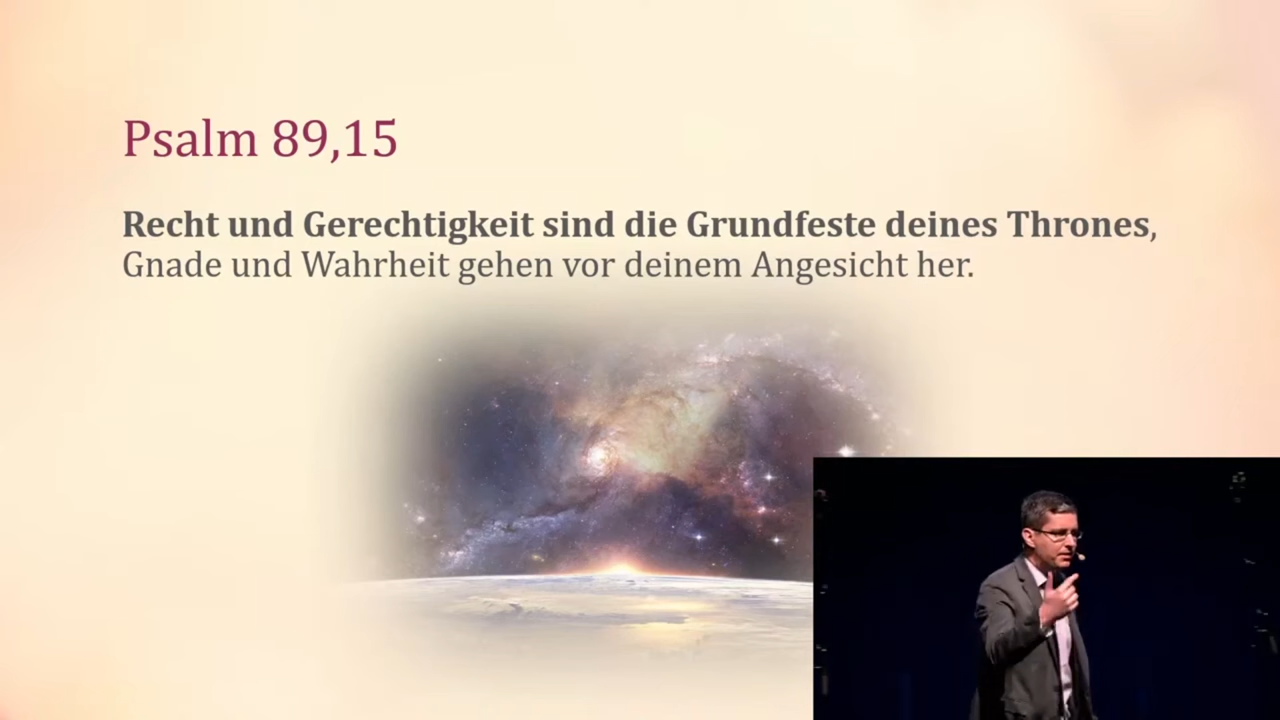 Psalm 89,15
Recht und Gerechtigkeit sind die Grundfeste deines Thrones,
Gnade und Wahrheit gehen vor deinem Angesicht her.